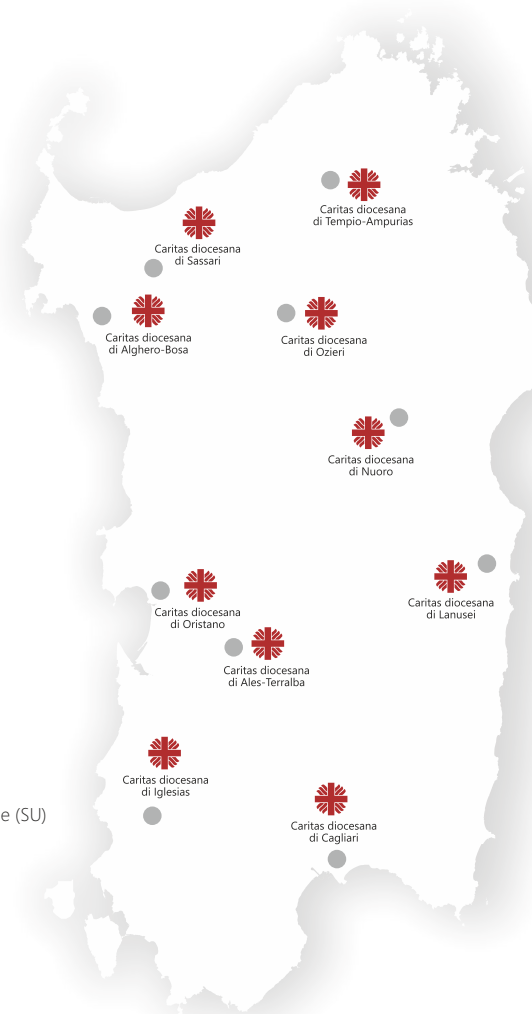 Caritas diocesana
di Tempio-Ampurias
Caritas diocesana
di Sassari
Caritas diocesana
di Alghero-Bosa
Caritas diocesana
di Ozieri
Caritas diocesana
di Nuoro
Caritas diocesana
di Lanusei
Caritas diocesana
di Oristano
Caritas diocesana
di Ales-Terralba
Caritas diocesana
di Iglesias
e (SU)
Caritas diocesana
di Cagliari